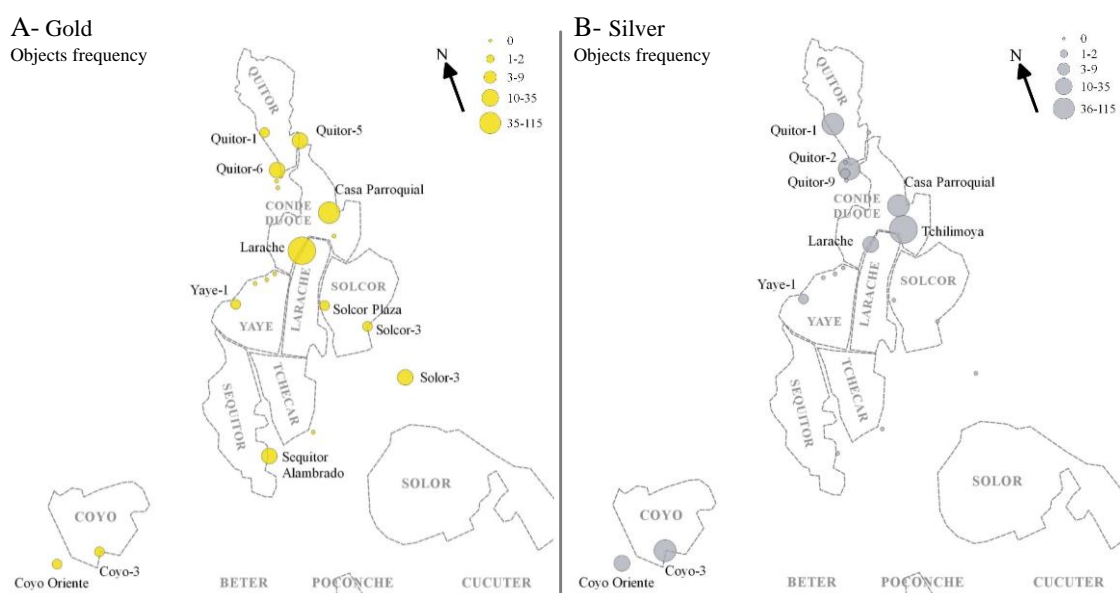 A- Gold
Objects frequency
N
0
1-2
3-9
10-35
35-115
QUITOR
Quitor-1
Quitor-5
Quitor-6
Casa Parroquial
CONDE
DUQUE
Larache
LARACHE
SOLCOR
Yaye-1
Solcor Plaza
YAYE
Solcor-3
TCHECAR
Solor-3
SEQUITOR
Sequitor
Alambrado
SOLOR
COYO
Coyo-3
Coyo Oriente
BETER
POCONCHE
CUCUTER
B- Silver
Objects frequency
N
0
1-2
3-9
10-35
36-115
QUITOR
Quitor-1
Quitor-2
Quitor-9
Casa Parroquial
CONDE
DUQUE
Tchilimoya
Larache
LARACHE
SOLCOR
Yaye-1
YAYE
TCHECAR
SEQUITOR
SOLOR
COYO
Coyo-3
Coyo Oriente
BETER
POCONCHE
CUCUTER